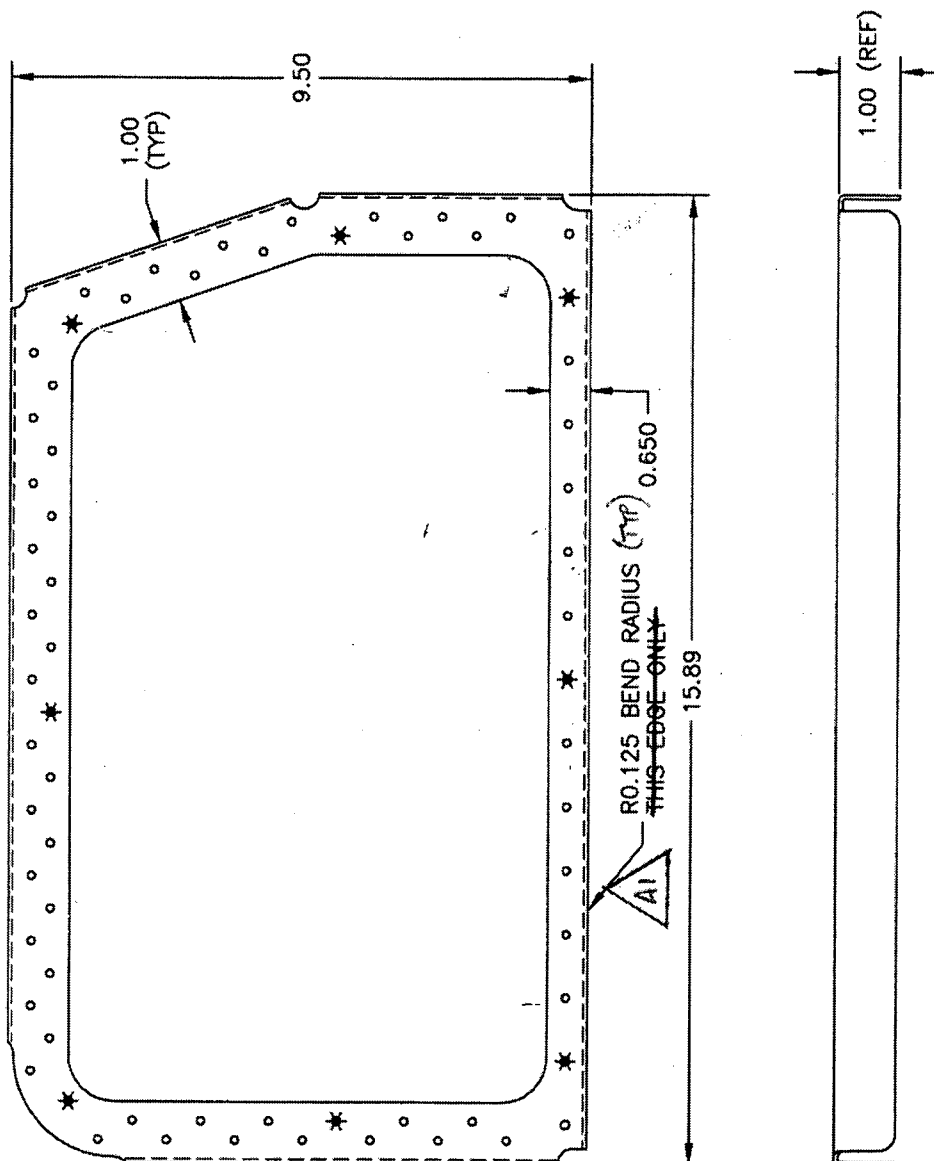 9.50
1.00
(TYP)
1.00 (REF)
0.650
R0.125 BEND RADIUS (TYP)
THIS EDGE ONLY
15.89
A1